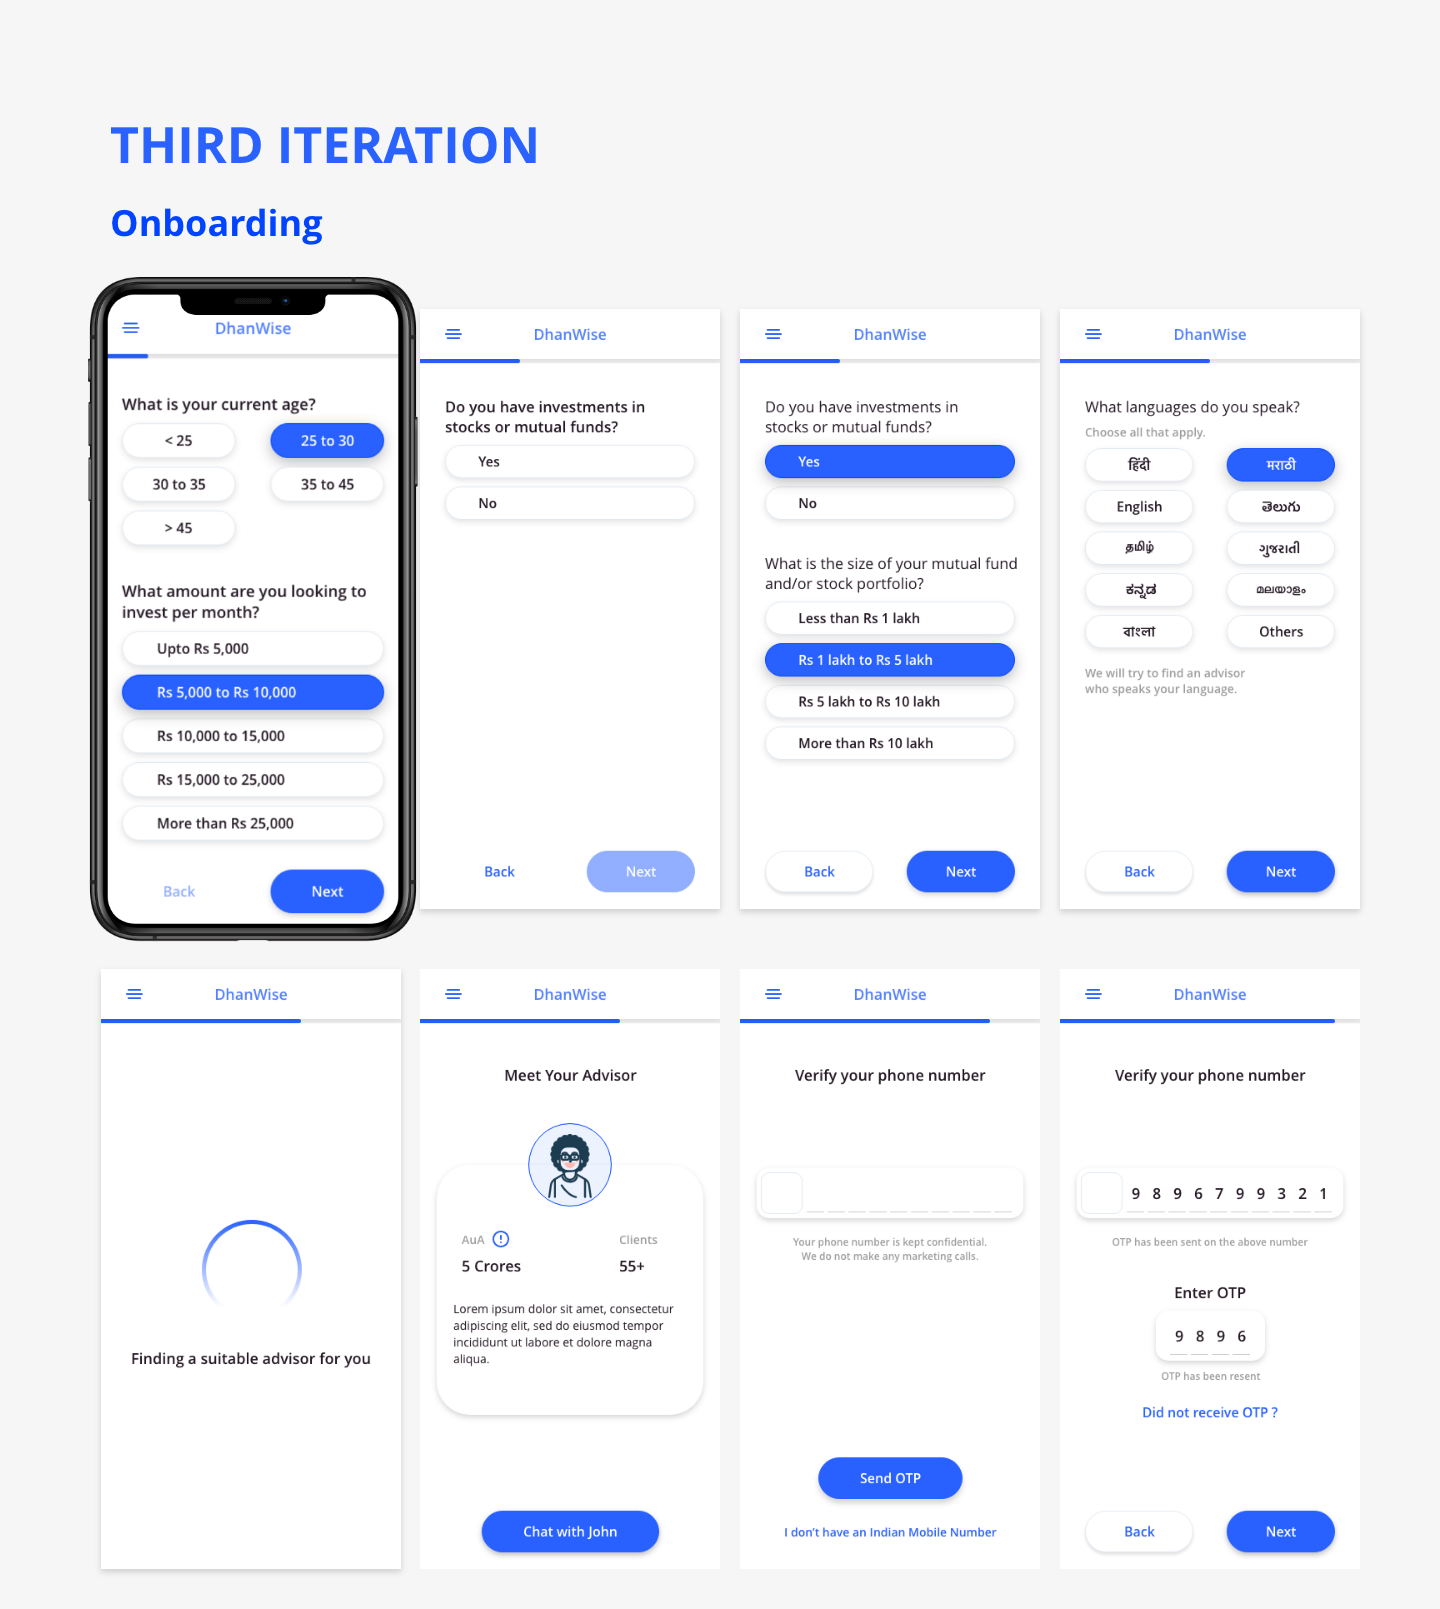 THIRD ITERATION
Onboarding
DhanWise
What is your current age?
< 25
25 to 30
30 to 35
35 to 45
> 45
What amount are you looking to
invest per month?
Upto Rs 5,000
Rs 5,000 to Rs 10,000
Rs 10,000 to 15,000
Rs 15,000 to 25,000
More than Rs 25,000
Back
Next
DhanWise
Do you have investments in
stocks or mutual funds?
Yes
No
Back
Next
DhanWise
Do you have investments in
stocks or mutual funds?
Yes
No
What is the size of your mutual fund
and/or stock portfolio?
Less than Rs 1 lakh
Rs 1 lakh to Rs 5 lakh
Rs 5 lakh to Rs 10 lakh
More than Rs 10 lakh
Back
Next
DhanWise
What languages do you speak?
Choose all that apply.
हिंदी
मराठी
English
తెలుగు
தமிழ்
ગુજરાતી
ಕನ್ನಡ
മലയാളം
বাংলা
Others
We will try to find an advisor
who speaks your language.
Back
Next
DhanWise
Finding a suitable advisor for you
DhanWise
Meet Your Advisor
AuA
Clients
5 Crores
55+
Lorem ipsum dolor sit amet, consectetur
adipiscing elit, sed do eiusmod tempor
incididunt ut labore et dolore magna
aliqua.
Chat with John
DhanWise
Verify your phone number
Your phone number is kept confidential.
We do not make any marketing calls.
Send OTP
I don't have an Indian Mobile Number
DhanWise
Verify your phone number
9 8 9 6 7 9 9 3 2 1
OTP has been sent on the above number
Enter OTP
9 8 9 6
OTP has been resent
Did not receive OTP ?
Back
Next